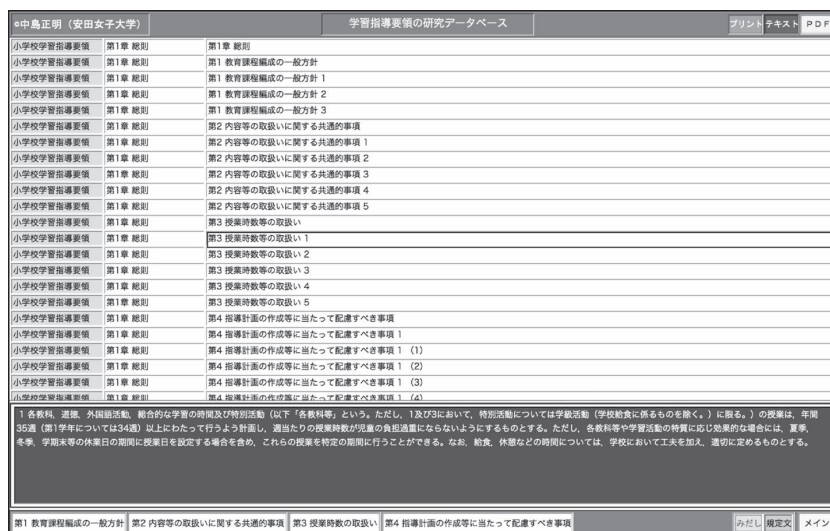 ©中島正明（安田女子大学） 学習指導要領の研究データベース プリント テキスト PDF
小学校学習指導要領 第1章 総則 第1章 総則
小学校学習指導要領 第1章 総則 第1 教育課程編成の一般方針
小学校学習指導要領 第1章 総則 第1 教育課程編成の一般方針 1
小学校学習指導要領 第1章 総則 第1 教育課程編成の一般方針 2
小学校学習指導要領 第1章 総則 第1 教育課程編成の一般方針 3
小学校学習指導要領 第1章 総則 第2 内容等の取扱いに関する共通的事項
小学校学習指導要領 第1章 総則 第2 内容等の取扱いに関する共通的事項 1
小学校学習指導要領 第1章 総則 第2 内容等の取扱いに関する共通的事項 2
小学校学習指導要領 第1章 総則 第2 内容等の取扱いに関する共通的事項 3
小学校学習指導要領 第1章 総則 第2 内容等の取扱いに関する共通的事項 4
小学校学習指導要領 第1章 総則 第2 内容等の取扱いに関する共通的事項 5
小学校学習指導要領 第1章 総則 第3 授業時数等の取扱い
小学校学習指導要領 第1章 総則 第3 授業時数等の取扱い 1
小学校学習指導要領 第1章 総則 第3 授業時数等の取扱い 2
小学校学習指導要領 第1章 総則 第3 授業時数等の取扱い 3
小学校学習指導要領 第1章 総則 第3 授業時数等の取扱い 4
小学校学習指導要領 第1章 総則 第3 授業時数等の取扱い 5
小学校学習指導要領 第1章 総則 第4 指導計画の作成等に当たって配慮すべき事項
小学校学習指導要領 第1章 総則 第4 指導計画の作成等に当たって配慮すべき事項 1
小学校学習指導要領 第1章 総則 第4 指導計画の作成等に当たって配慮すべき事項 1 （1）
小学校学習指導要領 第1章 総則 第4 指導計画の作成等に当たって配慮すべき事項 1 （2）
小学校学習指導要領 第1章 総則 第4 指導計画の作成等に当たって配慮すべき事項 1 （3）
小学校学習指導要領 第1章 総則 第4 指導計画の作成等に当たって配慮すべき事項 1 （4）
1 各教科，道徳，外国語活動，総合的な学習の時間及び特別活動（以下「各教科等」という。ただし，1及び3において，特別活動については学級活動（学校給食に係るものを除く。）に限る。）の授業は，年間
35週（第1学年については34週）以上にわたって行うよう計画し，週当たりの授業時数が児童の負担過重にならないようにするものとする。ただし，各教科等や学習活動の特質に応じ効果的な場合には，夏季，
冬季，学期末等の休業日の期間に授業日を設定する場合を含め，これらの授業を特定の期間に行うことができる。なお，給食，休憩などの時間については，学校において工夫を加え，適切に定めるものとする。
第1 教育課程編成の一般方針 第2 内容等の取扱いに関する共通的事項 第3 授業時数の取扱い 第4 指導計画の作成等に当たって配慮すべき事項 みだし 規定文 メイン